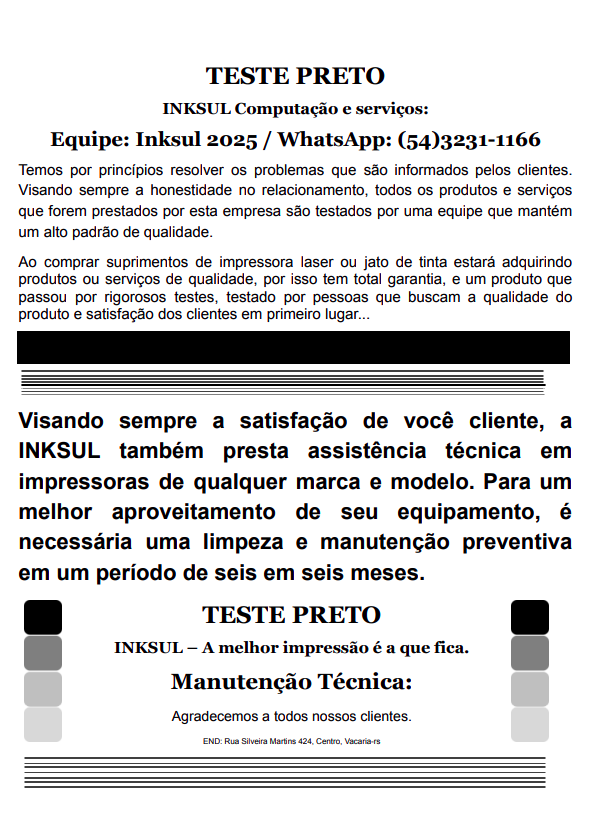 TESTE PRETO
INKSUL Computação e serviços:
Equipe: Inksul 2025 / WhatsApp: (54)3231-1166
Temos por princípios resolver os problemas que são informados pelos clientes.
Visando sempre a honestidade no relacionamento, todos os produtos e serviços
que forem prestados por esta empresa são testados por uma equipe que mantém
um alto padrão de qualidade.
Ao comprar suprimentos de impressora laser ou jato de tinta estará adquirindo
produtos ou serviços de qualidade, por isso tem total garantia, e um produto que
passou por rigorosos testes, testado por pessoas que buscam a qualidade do
produto e satisfação dos clientes em primeiro lugar...
Visando sempre a satisfação de você cliente, a
INKSUL também presta assistência técnica em
impressoras de qualquer marca e modelo. Para um
melhor aproveitamento de seu equipamento, é
necessária uma limpeza e manutenção preventiva
em um período de seis em seis meses.
TESTE PRETO
INKSUL – A melhor impressão é a que fica.
Manutenção Técnica:
Agradecemos a todos nossos clientes.
END: Rua Silveira Martins 424, Centro, Vacaria-rs